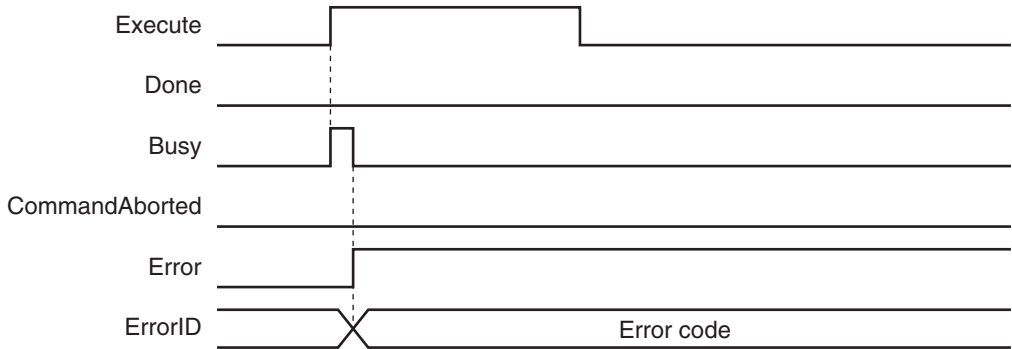 Execute
Done
Busy
CommandAborted
Error
ErrorID
Error code